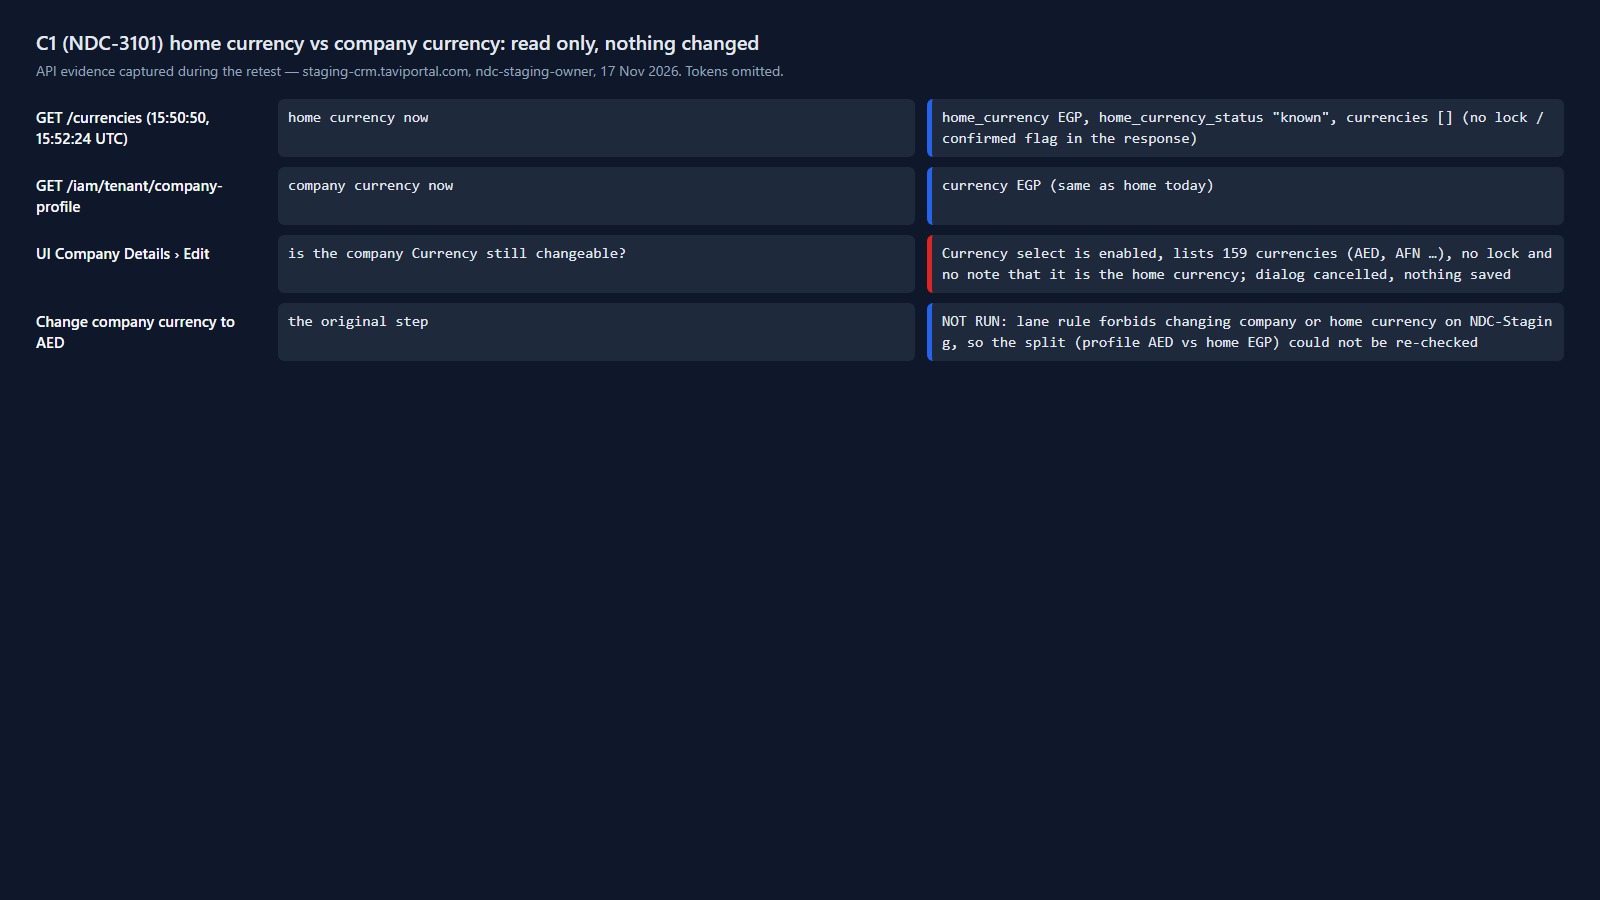 C1 (NDC-3101) home currency vs company currency: read only, nothing changed
API evidence captured during the retest — staging-crm.taviportal.com, ndc-staging-owner, 17 Nov 2026. Tokens omitted.
GET /currencies (15:50:50,
15:52:24 UTC)
home currency now
home_currency EGP, home_currency_status "known", currencies [] (no lock /
confirmed flag in the response)
GET /iam/tenant/company-
profile
company currency now
currency EGP (same as home today)
UI Company Details › Edit
is the company Currency still changeable?
Currency select is enabled, lists 159 currencies (AED, AFN …), no lock and
no note that it is the home currency; dialog cancelled, nothing saved
Change company currency to
AED
the original step
NOT RUN: lane rule forbids changing company or home currency on NDC-Stagin
g, so the split (profile AED vs home EGP) could not be re-checked